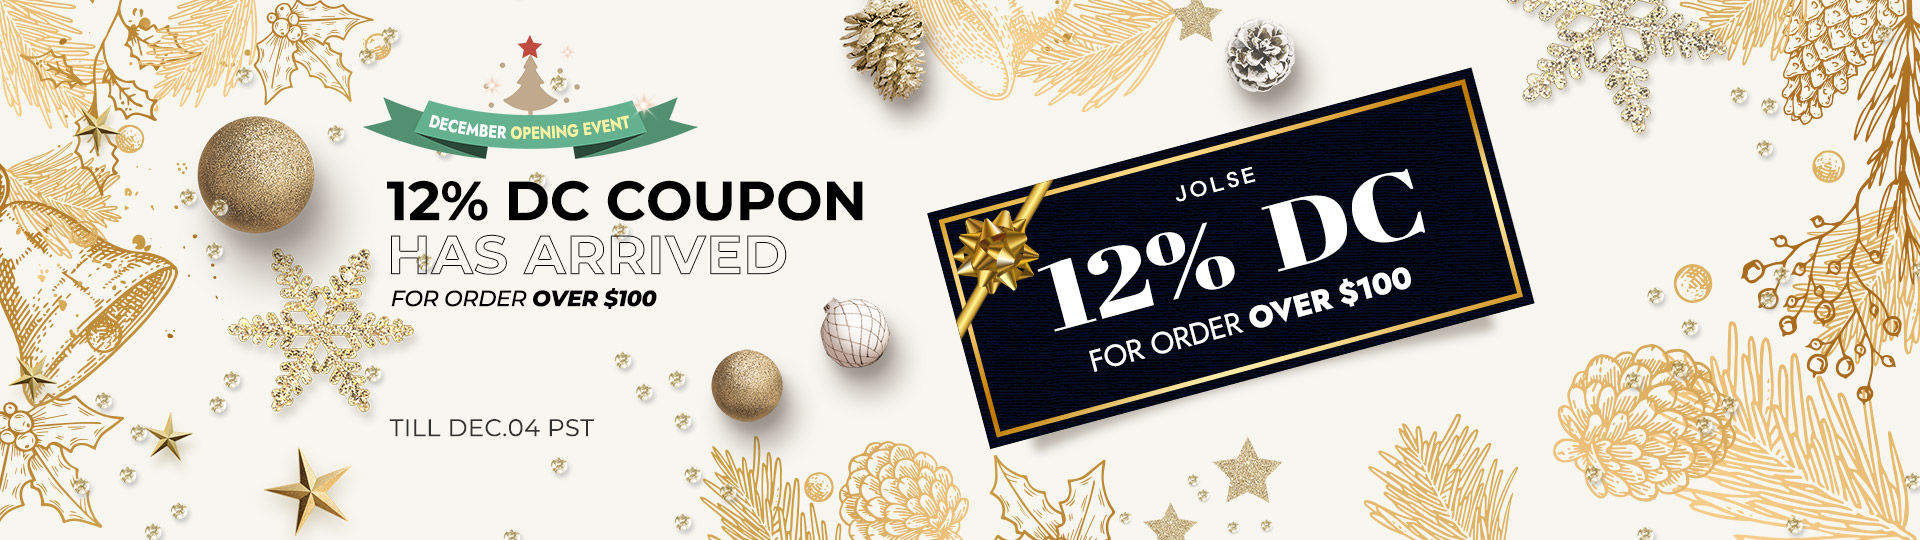 DECEMBER OPENING EVENT
12% DC COUPON
HAS ARRIVED
FOR ORDER OVER $100
TILL DEC.04 PST
JOLSE
12% DC
FOR ORDER OVER $100